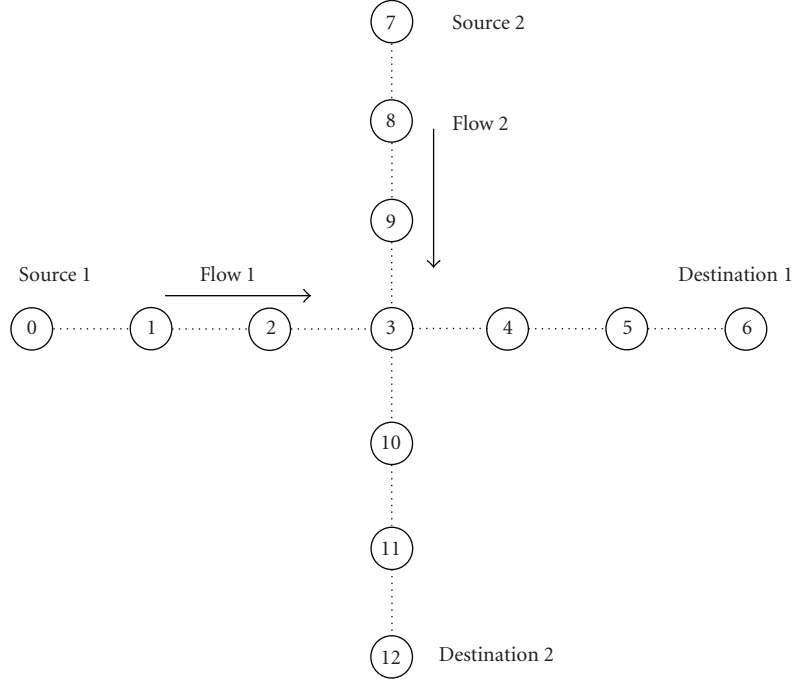 7 Source 2
8 Flow 2
9
Source 1 Flow 1 Destination 1
0 1 2 3 4 5 6
10
11
12 Destination 2